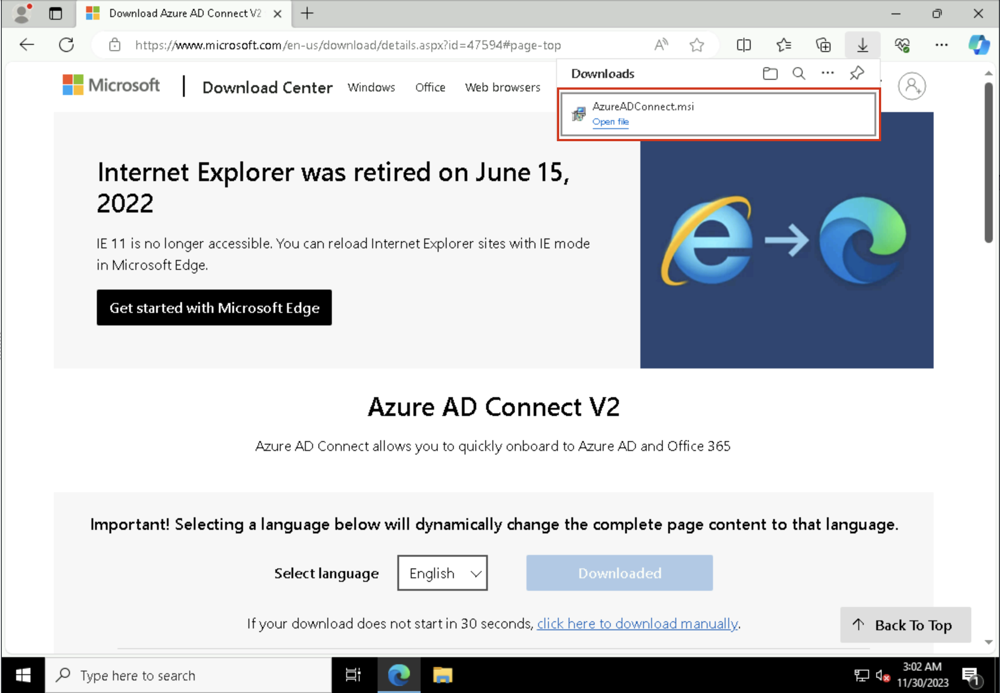 Download Azure AD Connect V2
https://www.microsoft.com/en-us/download/details.aspx?id=47594#page-top
Microsoft
Download Center
Windows
Office
Web browsers
Downloads
AzureADConnect.msi
Open file
Internet Explorer was retired on June 15,
2022
IE 11 is no longer accessible. You can reload Internet Explorer sites with IE mode
in Microsoft Edge.
Get started with Microsoft Edge
Azure AD Connect V2
Azure AD Connect allows you to quickly onboard to Azure AD and Office 365
Important! Selecting a language below will dynamically change the complete page content to that language.
Select language
English
Downloaded
If your download does not start in 30 seconds, click here to download manually.
Back To Top
Type here to search
3:02 AM
11/30/2023
1